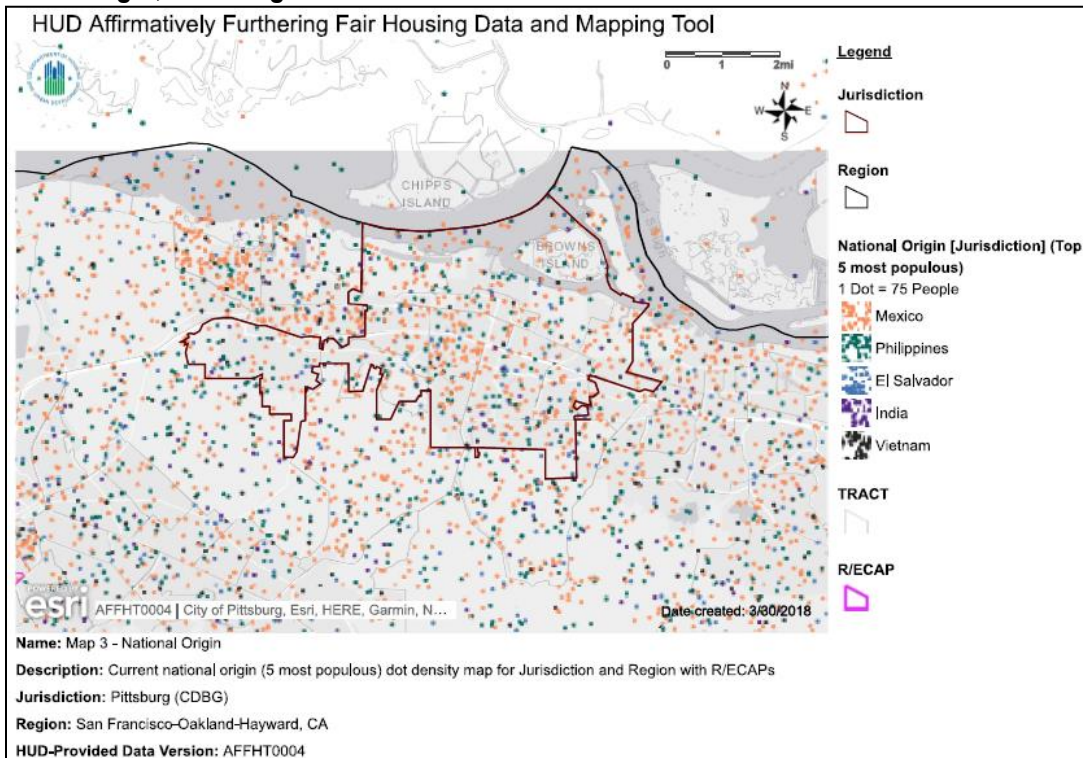 HUD Affirmatively Furthering Fair Housing Data and Mapping Tool
0 1 2mi
N
W E
S
CHIPPS
ISLAND
BROWNS
ISLAND
Legend
Jurisdiction
Region
National Origin [Jurisdiction] (Top
5 most populous)
1 Dot = 75 People
Mexico
Philippines
El Salvador
India
Vietnam
TRACT
R/ECAP
POWERED BY
esri
AFFHT0004 | City of Pittsburg, Esri, HERE, Garmin, N...
Date created: 3/30/2018
Name: Map 3 - National Origin
Description: Current national origin (5 most populous) dot density map for Jurisdiction and Region with R/ECAPs
Jurisdiction: Pittsburg (CDBG)
Region: San Francisco-Oakland-Hayward, CA
HUD-Provided Data Version: AFFHT0004